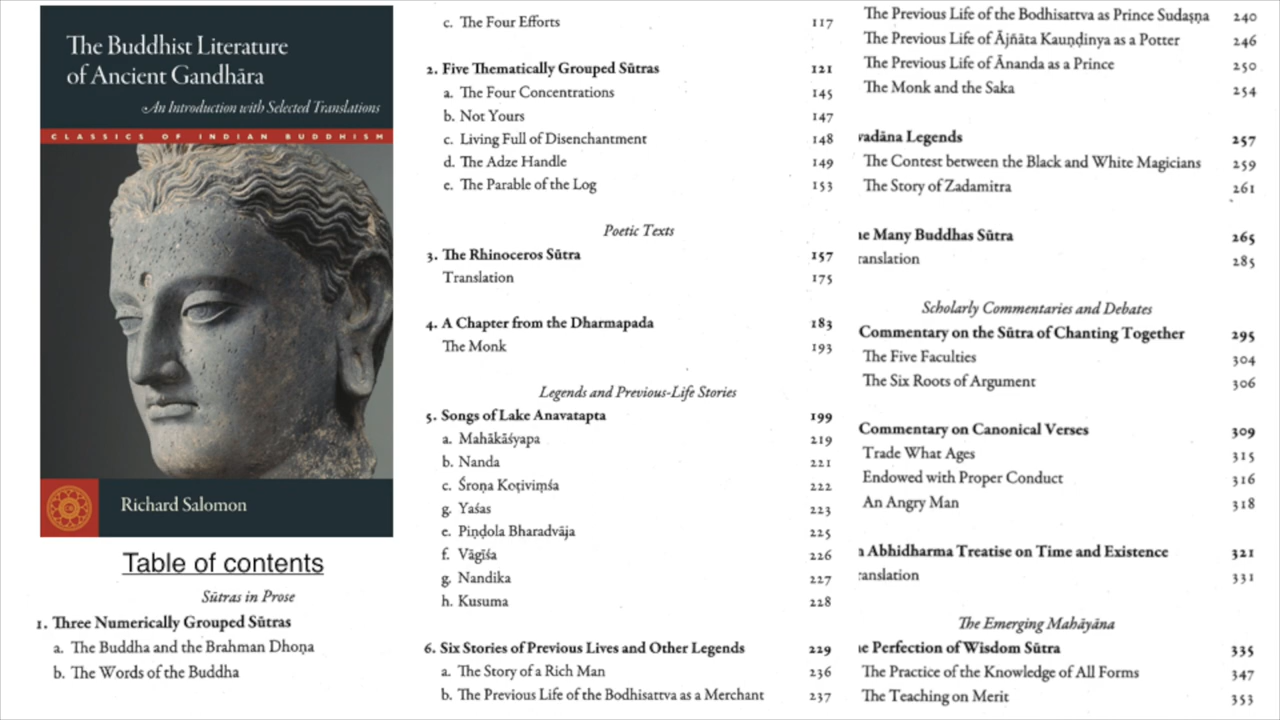 The Buddhist Literature
of Ancient Gandhāra
An Introduction with Selected Translations
CLASSICS OF INDIAN BUDDHISM
Richard Salomon
Table of contents
Sūtras in Prose
1. Three Numerically Grouped Sūtras
a. The Buddha and the Brahman Dhoṇa
b. The Words of the Buddha
c. The Four Efforts 117
2. Five Thematically Grouped Sūtras 121
a. The Four Concentrations 145
b. Not Yours 147
c. Living Full of Disenchantment 148
d. The Adze Handle 149
e. The Parable of the Log 153
Poetic Texts
3. The Rhinoceros Sūtra 157
Translation 175
4. A Chapter from the Dharmapada 183
The Monk 193
Legends and Previous-Life Stories
5. Songs of Lake Anavatapta 199
a. Mahākāśyapa 219
b. Nanda 221
c. Śroṇa Koṭiviṃśa 222
g. Yaśas 223
e. Piṇḍola Bharadvāja 225
f. Vāgīśa 226
g. Nandika 227
h. Kusuma 228
6. Six Stories of Previous Lives and Other Legends 229
a. The Story of a Rich Man 236
b. The Previous Life of the Bodhisattva as a Merchant 237
The Previous Life of the Bodhisattva as Prince Sudaṣṇa 240
The Previous Life of Ājñāta Kauṇḍinya as a Potter 246
The Previous Life of Ānanda as a Prince 250
The Monk and the Saka 254
vadāna Legends 257
The Contest between the Black and White Magicians 259
The Story of Zadamitra 261
ne Many Buddhas Sūtra 265
ranslation 285
Scholarly Commentaries and Debates
Commentary on the Sūtra of Chanting Together 295
The Five Faculties 304
The Six Roots of Argument 306
Commentary on Canonical Verses 309
Trade What Ages 315
Endowed with Proper Conduct 316
An Angry Man 318
n Abhidharma Treatise on Time and Existence 321
anslation 331
The Emerging Mahāyāna
ne Perfection of Wisdom Sūtra 335
The Practice of the Knowledge of All Forms 347
The Teaching on Merit 353